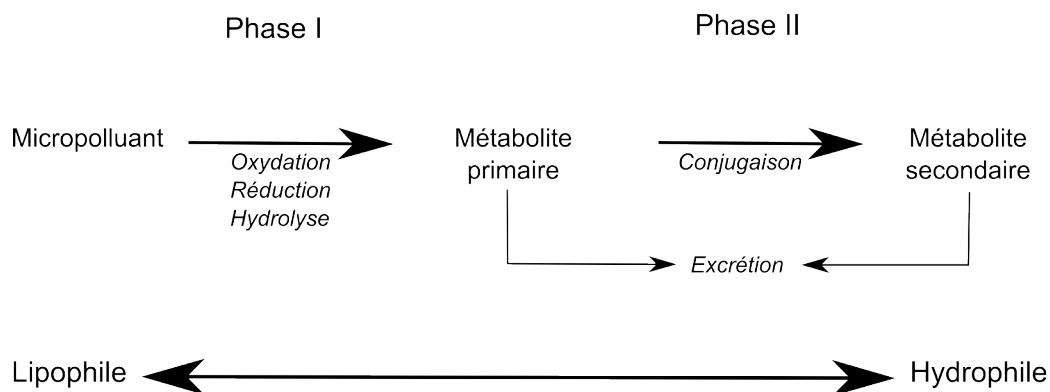 Phase I
Phase II
Micropolluant
Oxydation
Réduction
Hydrolyse
Métabolite
primaire
Conjugaison
Métabolite
secondaire
Excrétion
Lipophile
Hydrophile